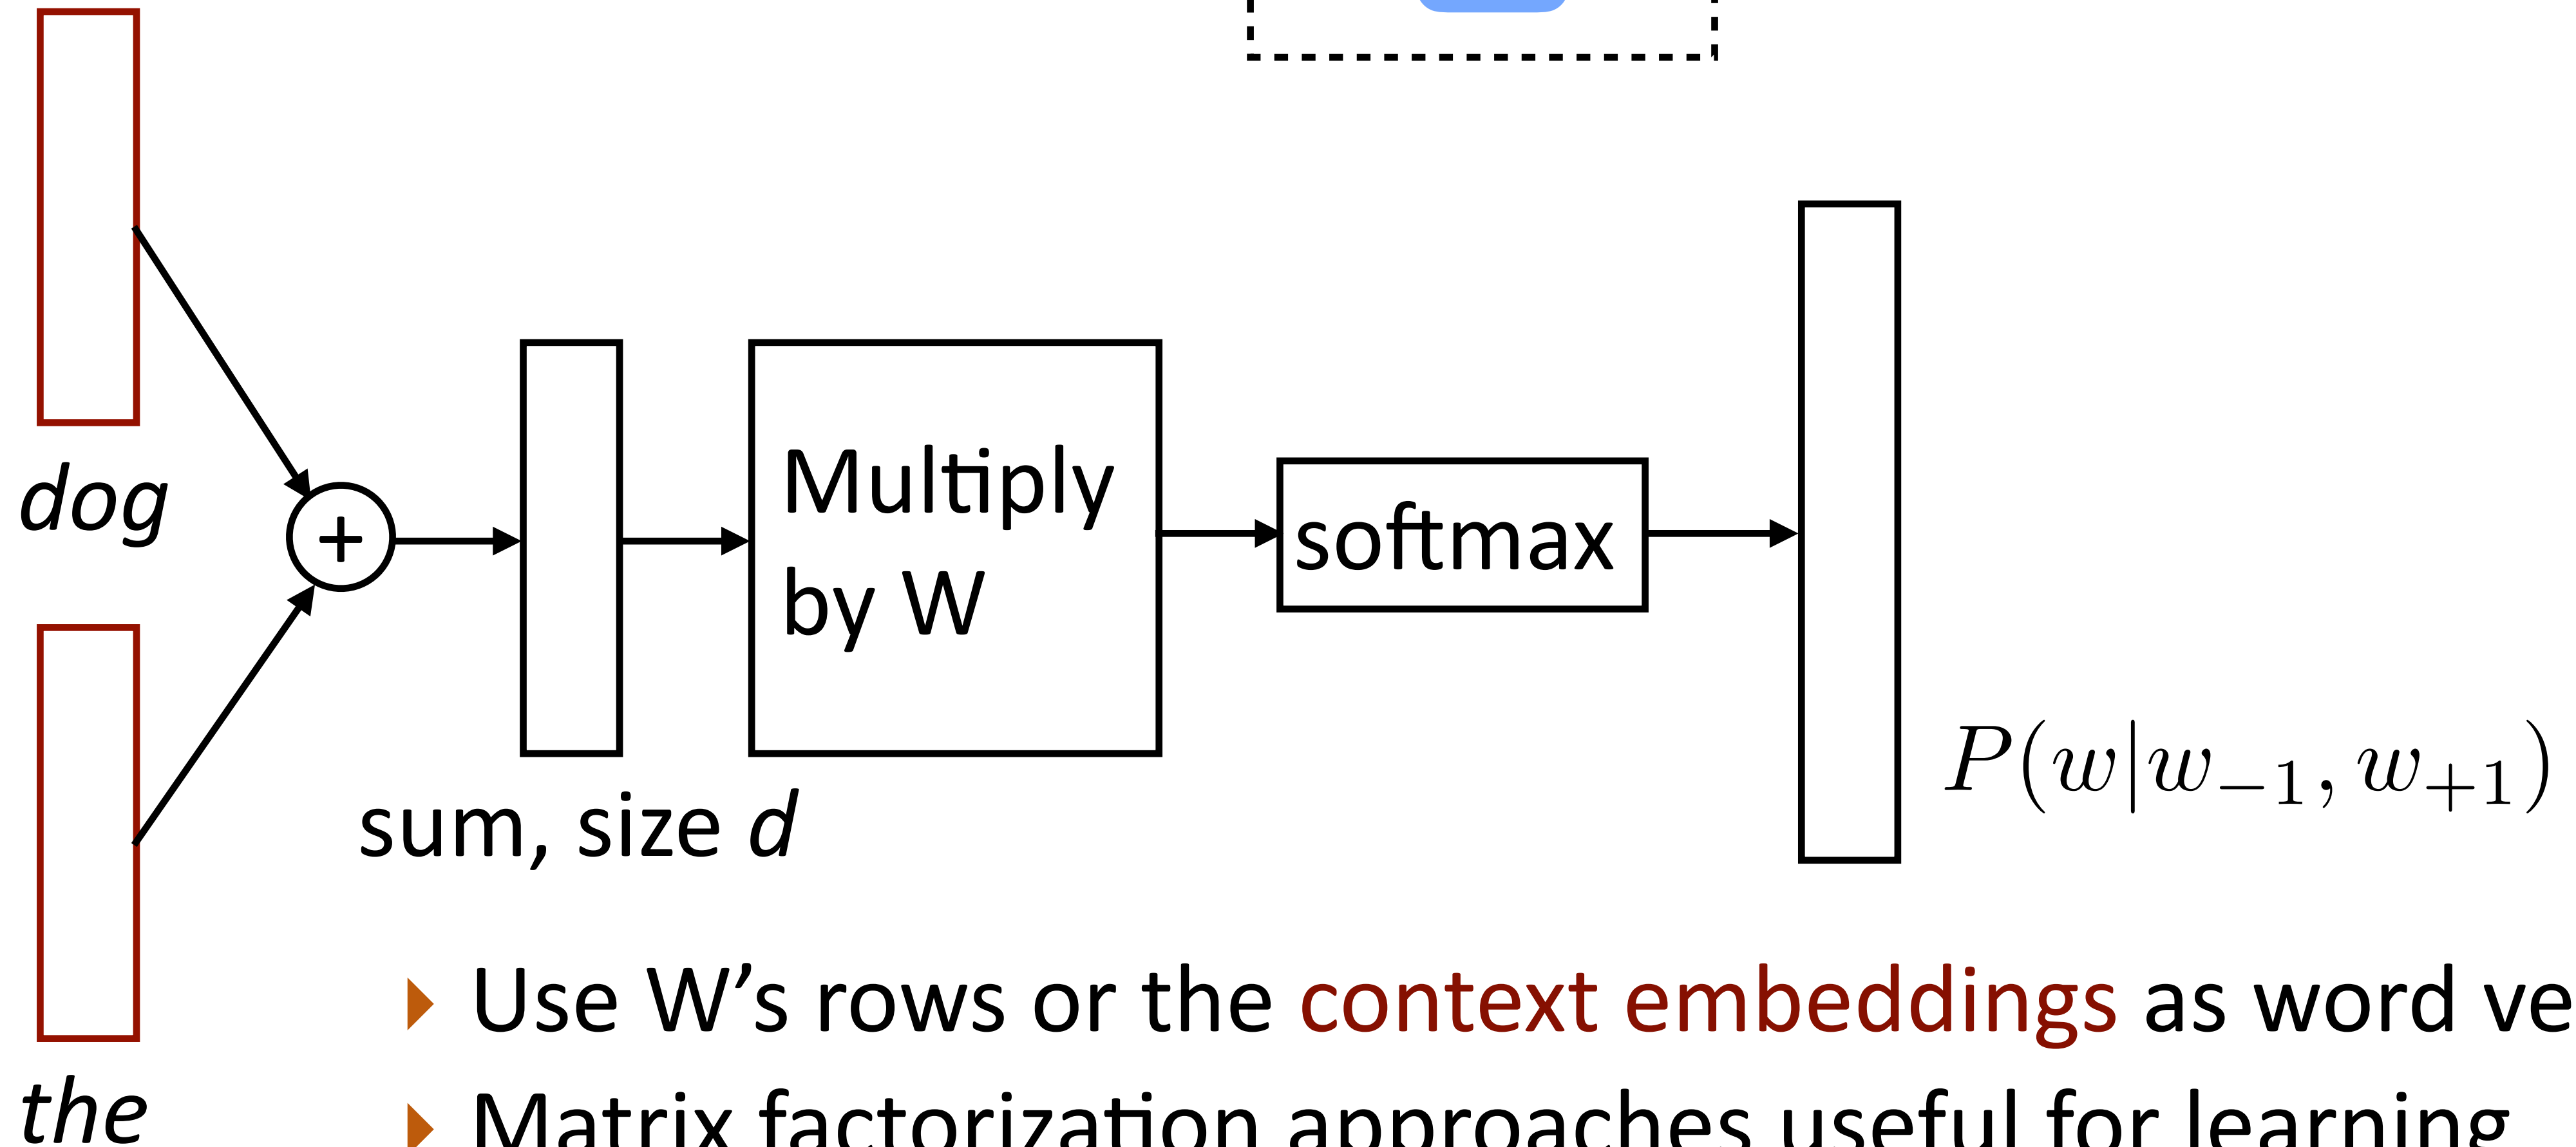 dog
+
Multiply
by W
softmax
P(w|w₋₁, w₊₁)
sum, size d
Use W’s rows or the context embeddings as word ve
the
Matrix factorization approaches useful for learning